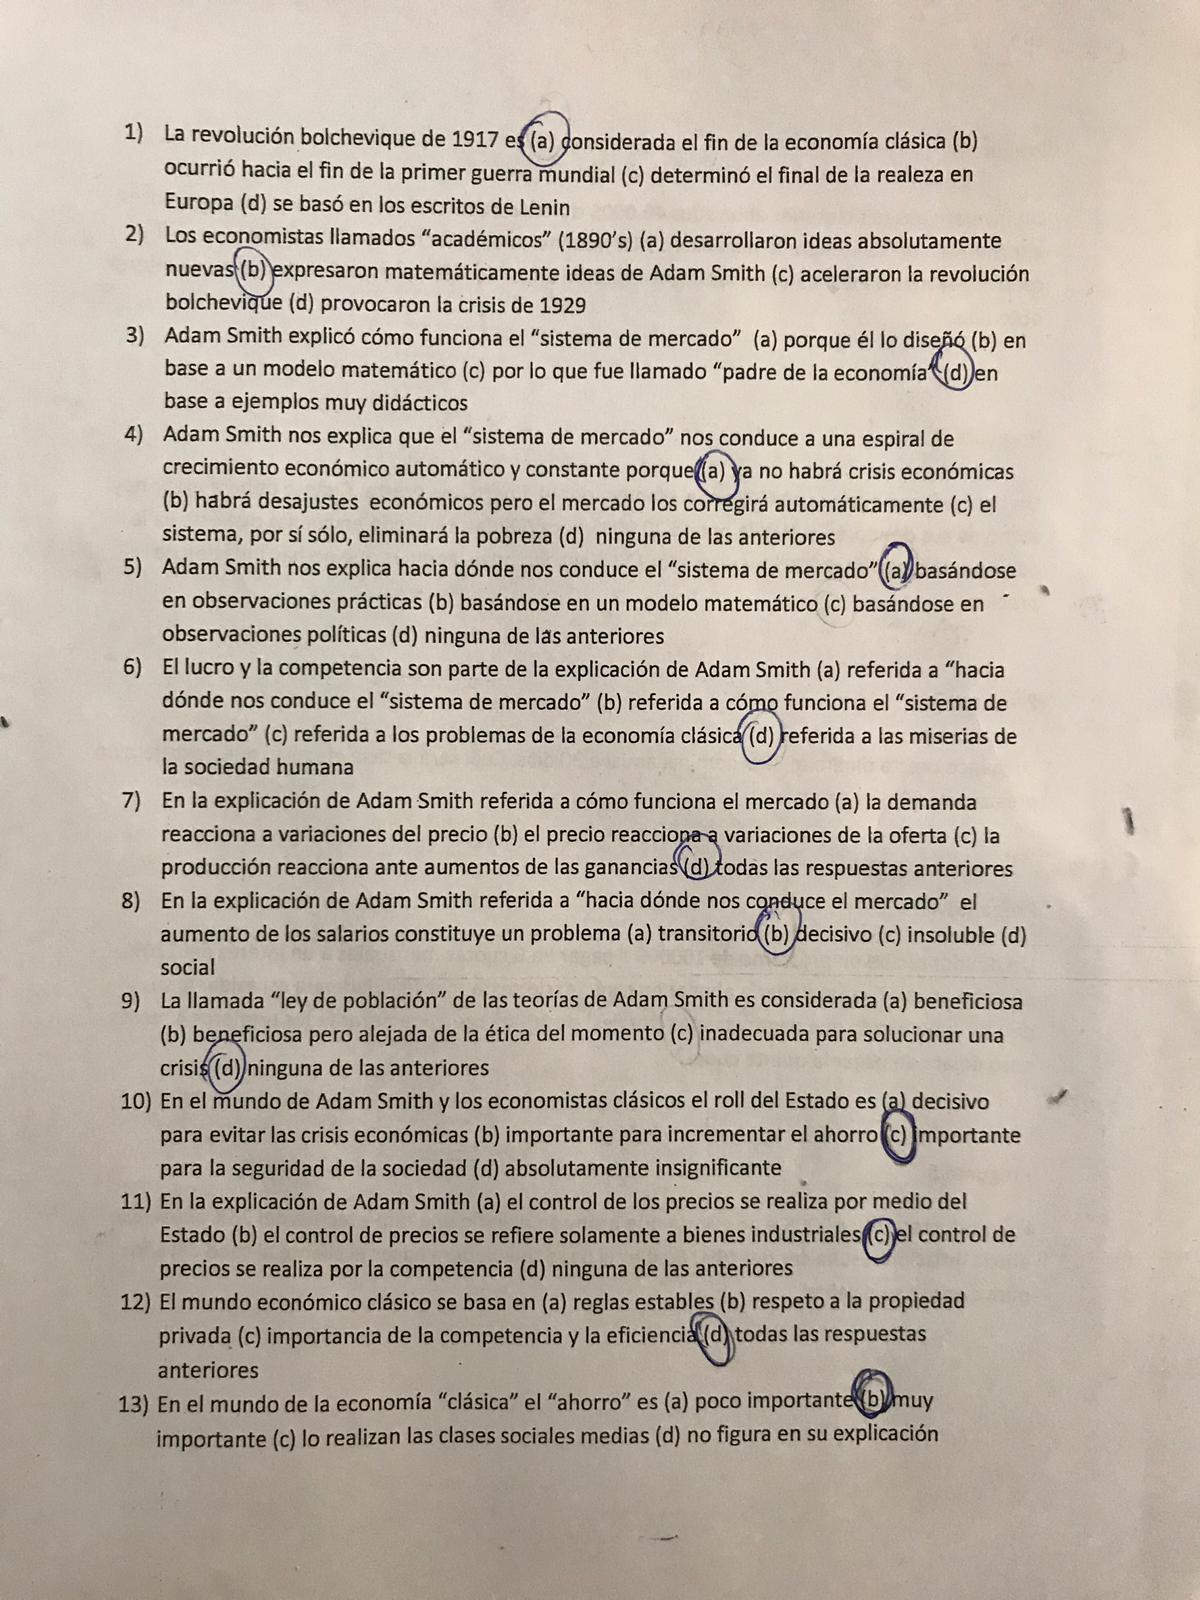 1) La revolución bolchevique de 1917 es (a) considerada el fin de la economía clásica (b)
ocurrió hacia el fin de la primer guerra mundial (c) determinó el final de la realeza en
Europa (d) se basó en los escritos de Lenin
2) Los economistas llamados “académicos” (1890’s) (a) desarrollaron ideas absolutamente
nuevas (b) expresaron matemáticamente ideas de Adam Smith (c) aceleraron la revolución
bolchevique (d) provocaron la crisis de 1929
3) Adam Smith explicó cómo funciona el “sistema de mercado” (a) porque él lo diseñó (b) en
base a un modelo matemático (c) por lo que fue llamado “padre de la economía” (d) en
base a ejemplos muy didácticos
4) Adam Smith nos explica que el “sistema de mercado” nos conduce a una espiral de
crecimiento económico automático y constante porque (a) ya no habrá crisis económicas
(b) habrá desajustes económicos pero el mercado los corregirá automáticamente (c) el
sistema, por sí sólo, eliminará la pobreza (d) ninguna de las anteriores
5) Adam Smith nos explica hacia dónde nos conduce el “sistema de mercado” (a) basándose
en observaciones prácticas (b) basándose en un modelo matemático (c) basándose en
observaciones políticas (d) ninguna de las anteriores
6) El lucro y la competencia son parte de la explicación de Adam Smith (a) referida a “hacia
dónde nos conduce el “sistema de mercado” (b) referida a cómo funciona el “sistema de
mercado” (c) referida a los problemas de la economía clásica (d) referida a las miserias de
la sociedad humana
7) En la explicación de Adam Smith referida a cómo funciona el mercado (a) la demanda
reacciona a variaciones del precio (b) el precio reacciona a variaciones de la oferta (c) la
producción reacciona ante aumentos de las ganancias (d) todas las respuestas anteriores
8) En la explicación de Adam Smith referida a “hacia dónde nos conduce el mercado” el
aumento de los salarios constituye un problema (a) transitorio (b) decisivo (c) insoluble (d)
social
9) La llamada “ley de población” de las teorías de Adam Smith es considerada (a) beneficiosa
(b) beneficiosa pero alejada de la ética del momento (c) inadecuada para solucionar una
crisis (d) ninguna de las anteriores
10) En el mundo de Adam Smith y los economistas clásicos el roll del Estado es (a) decisivo
para evitar las crisis económicas (b) importante para incrementar el ahorro (c) importante
para la seguridad de la sociedad (d) absolutamente insignificante
11) En la explicación de Adam Smith (a) el control de los precios se realiza por medio del
Estado (b) el control de precios se refiere solamente a bienes industriales (c) el control de
precios se realiza por la competencia (d) ninguna de las anteriores
12) El mundo económico clásico se basa en (a) reglas estables (b) respeto a la propiedad
privada (c) importancia de la competencia y la eficiencia (d) todas las respuestas
anteriores
13) En el mundo de la economía “clásica” el “ahorro” es (a) poco importante (b) muy
importante (c) lo realizan las clases sociales medias (d) no figura en su explicación